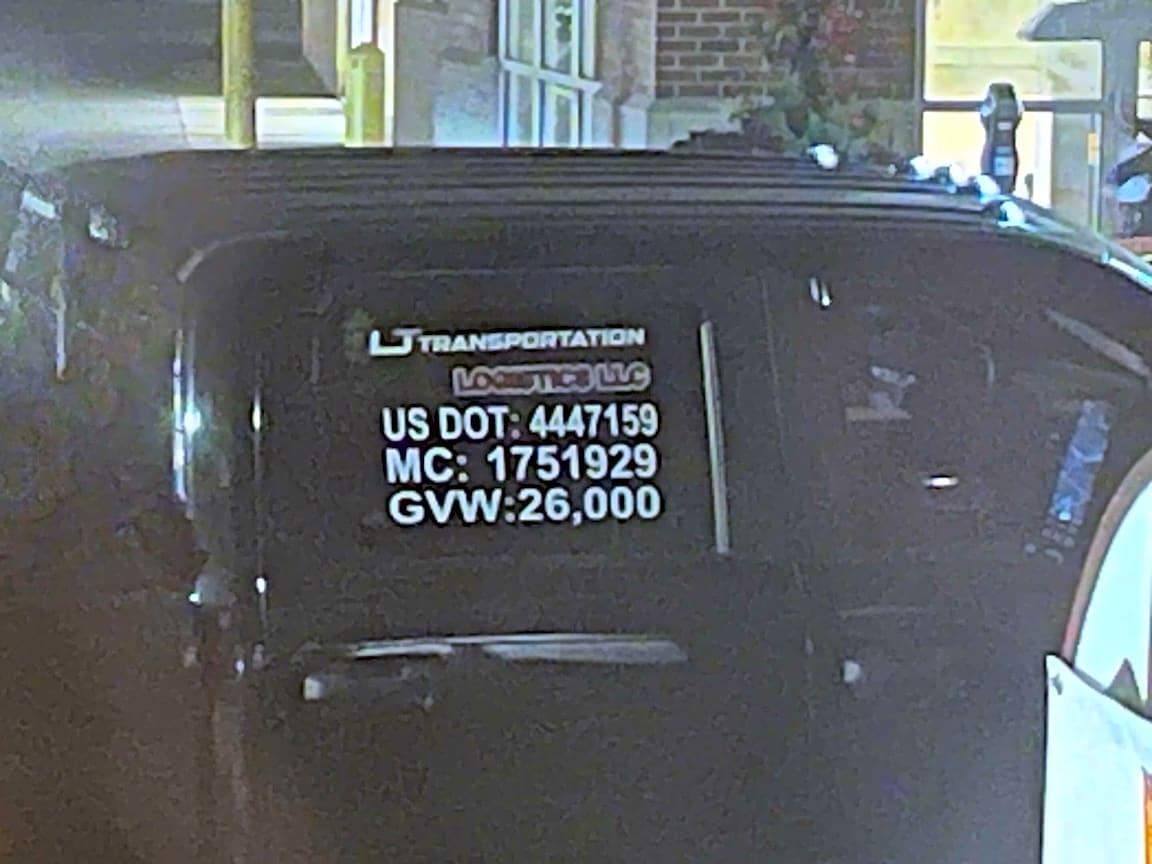 LJ TRANSPORTATION
LOGISTICS LLC
US DOT: 4447159
MC: 1751929
GVW:26,000